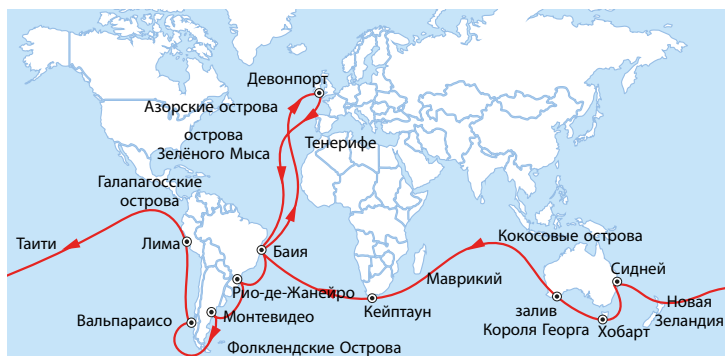 Девонпорт
Азорские острова
острова
Зелёного Мыса
Тенерифе
Галапагосские
острова
Таити
Лима
Баия
Кокосовые острова
Сидней
Маврикий
Рио-де-Жанейро
Вальпараисо
Монтевидео
Кейптаун
залив
Короля Георга
Хобарт
Новая
Зеландия
Фолклендские Острова